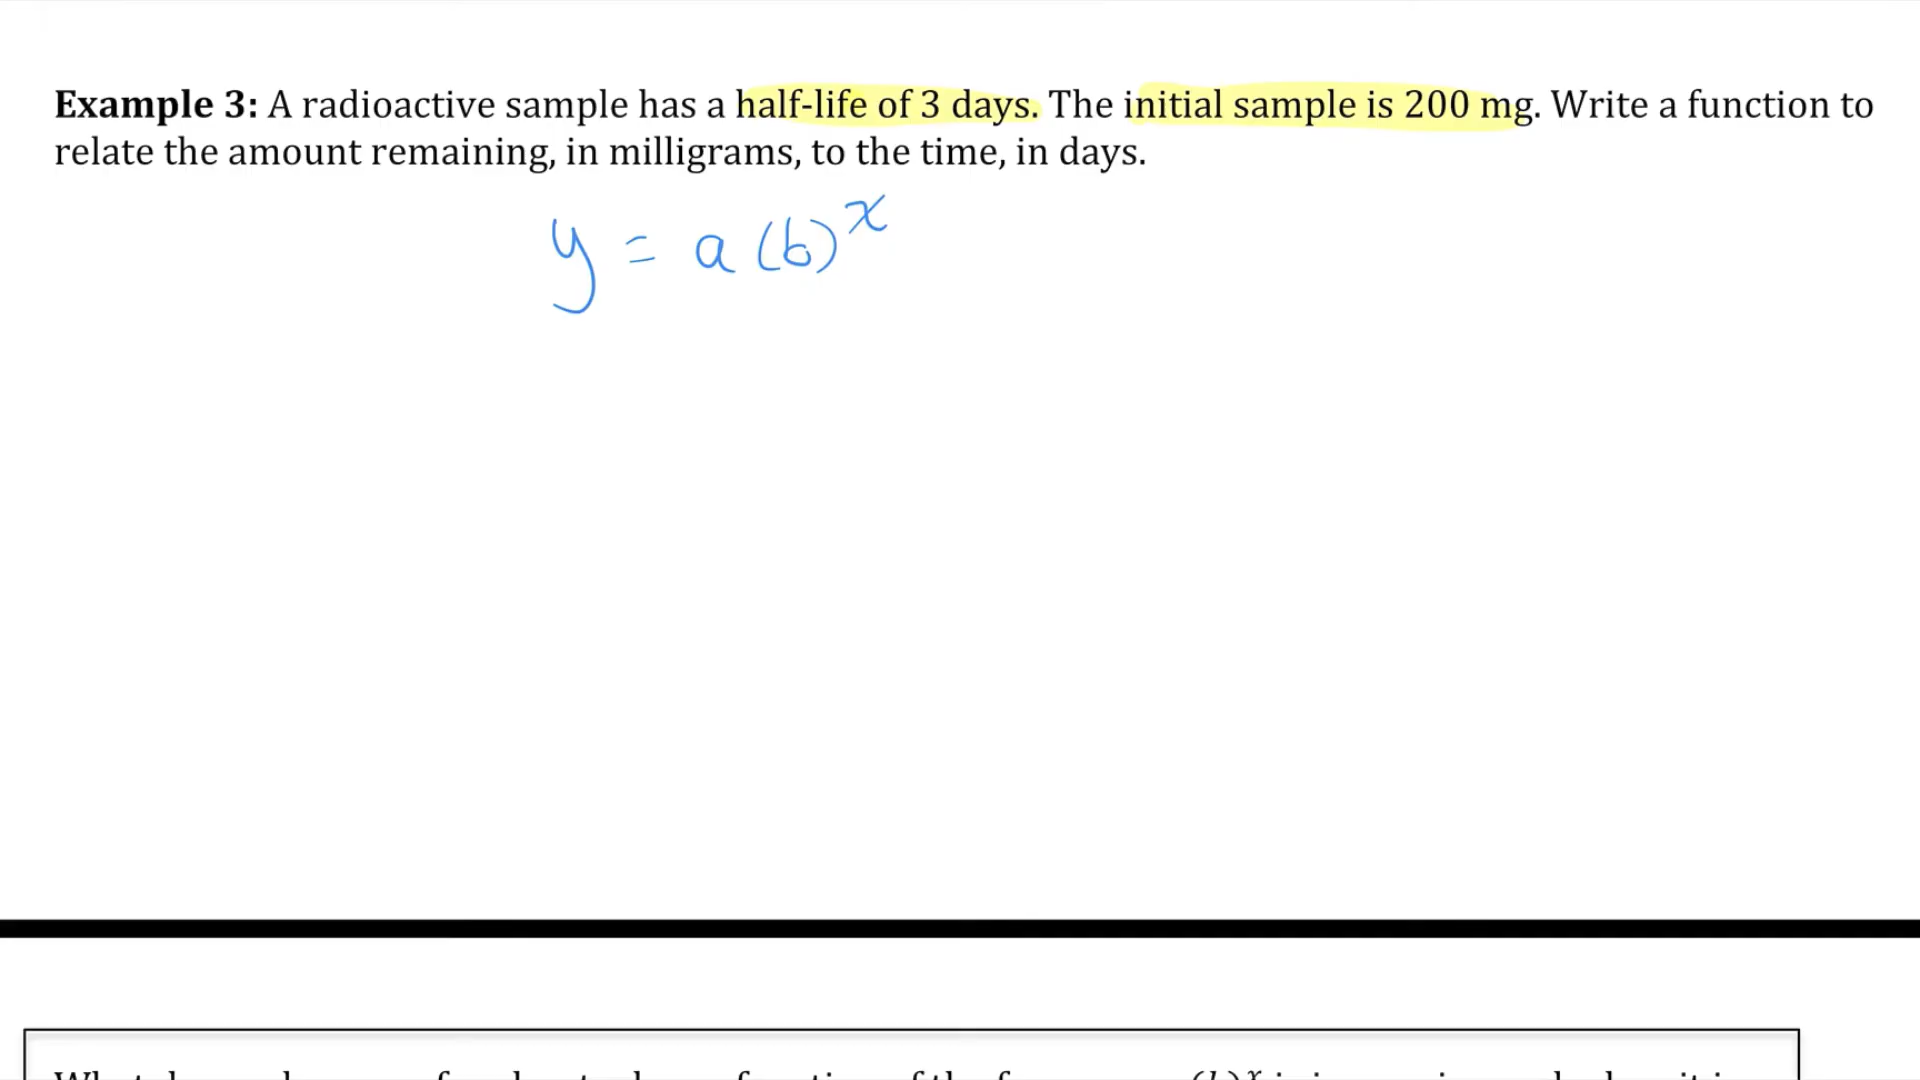 Example 3: A radioactive sample has a half-life of 3 days. The initial sample is 200 mg. Write a function to
relate the amount remaining, in milligrams, to the time, in days.
y = a (b)^x